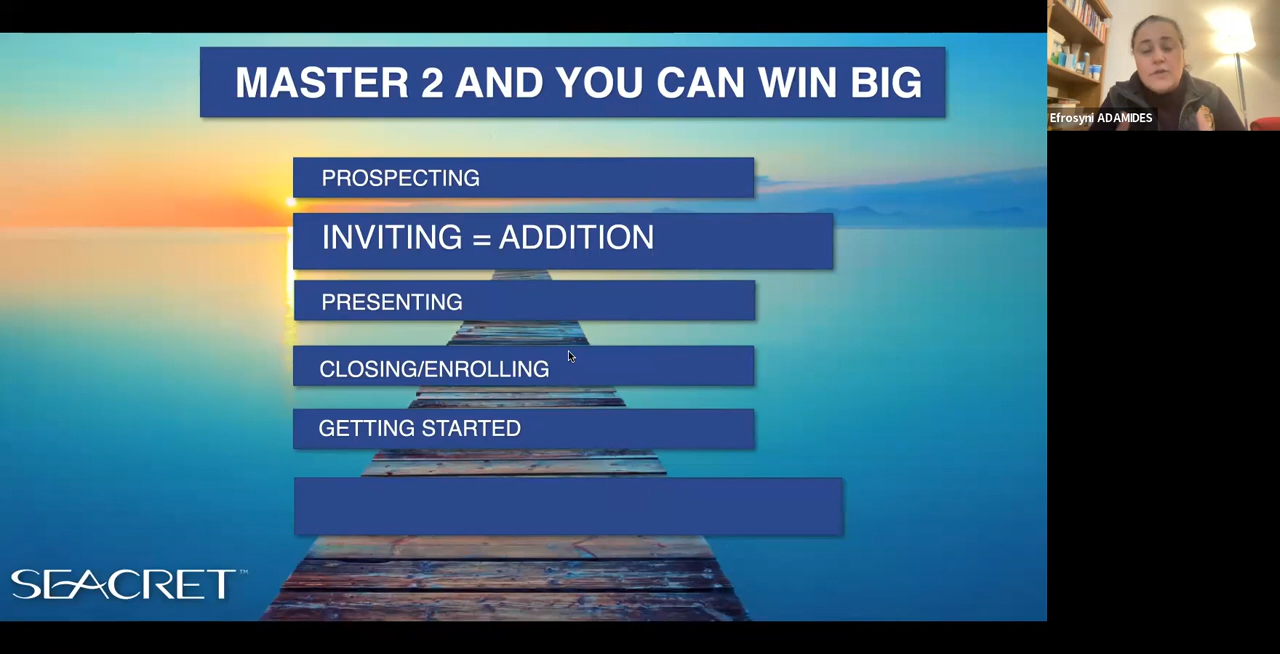 MASTER 2 AND YOU CAN WIN BIG
Efrosyni ADAMIDES
PROSPECTING
INVITING = ADDITION
PRESENTING
CLOSING/ENROLLING
GETTING STARTED
SEACRET™